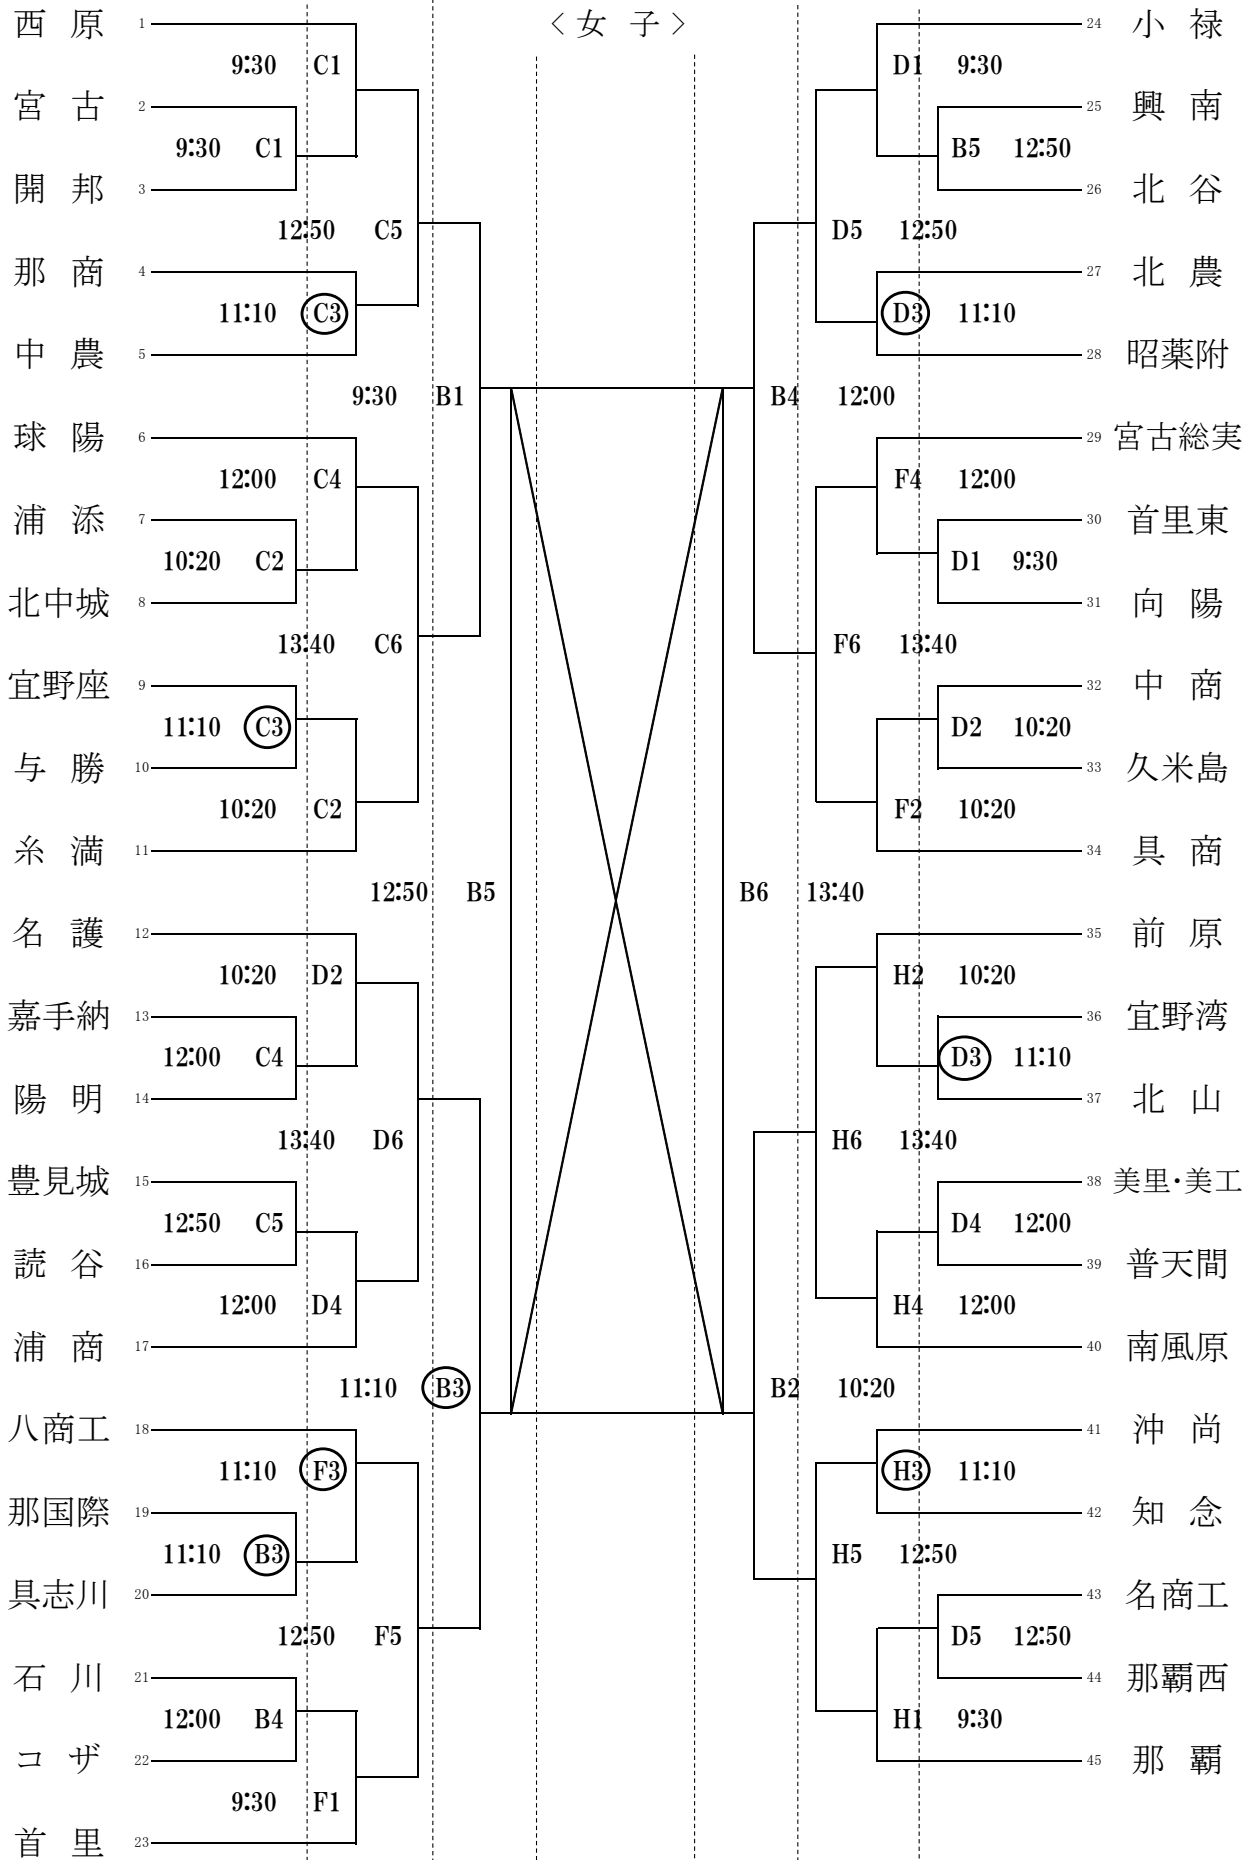 <女 子>
西 原 1
9:30 C1
宮 古 2
9:30 C1
開 邦 3
12:50 C5
那 商 4
11:10 C3
中 農 5
9:30 B1
球 陽 6
12:00 C4
浦 添 7
10:20 C2
北中城 8
13:40 C6
宜野座 9
11:10 C3
与 勝 10
10:20 C2
糸 満 11
12:50 B5
名 護 12
10:20 D2
嘉手納 13
12:00 C4
陽 明 14
13:40 D6
豊見城 15
12:50 C5
読 谷 16
12:00 D4
浦 商 17
11:10 B3
八商工 18
11:10 F3
那国際 19
11:10 B3
具志川 20
12:50 F5
石 川 21
12:00 B4
コ ザ 22
9:30 F1
首 里 23
24 小 禄
D1 9:30
25 興 南
B5 12:50
26 北 谷
D5 12:50
27 北 農
D3 11:10
28 昭薬附
B4 12:00
29 宮古総実
F4 12:00
30 首里東
D1 9:30
31 向 陽
F6 13:40
32 中 商
D2 10:20
33 久米島
F2 10:20
34 具 商
B6 13:40
35 前 原
H2 10:20
36 宜野湾
D3 11:10
37 北 山
H6 13:40
38 美里・美工
D4 12:00
39 普天間
H4 12:00
40 南風原
B2 10:20
41 沖 尚
H3 11:10
42 知 念
H5 12:50
43 名商工
D5 12:50
44 那覇西
H1 9:30
45 那 覇